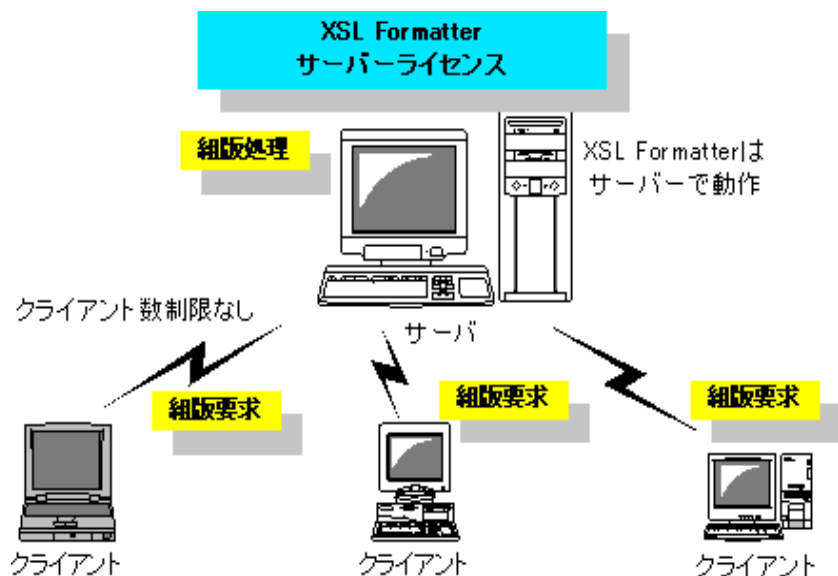 XSL Formatter
サーバーライセンス
組版処理
XSL Formatterは
サーバーで動作
クライアント数制限なし
サーバ
組版要求
組版要求
組版要求
クライアント
クライアント
クライアント